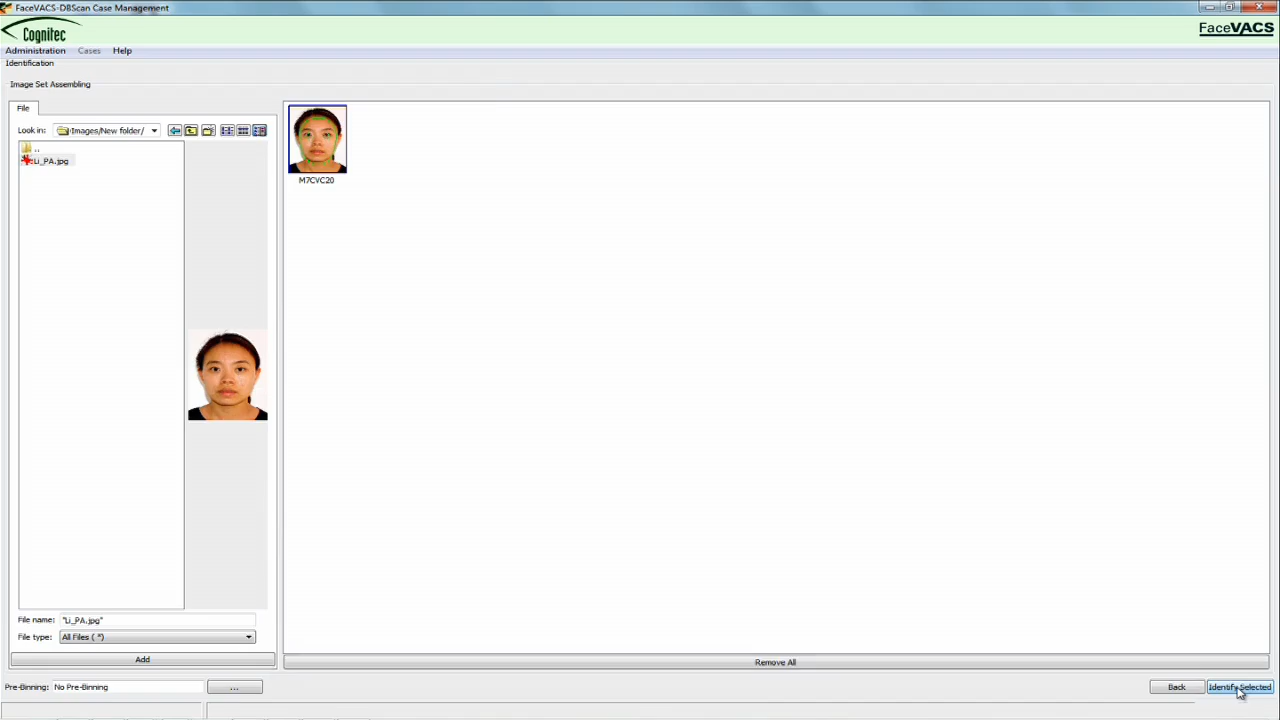 FaceVACS-DBScan Case Management
Cognitec
FaceVACS
Administration Cases Help
Identification
Image Set Assembling
File
Look in: Images/New folder/
..
Li_PA.jpg
M7CVC20
File name: "Li_PA.jpg"
File type: All Files ( *)
Add
Remove All
Pre-Binning: No Pre-Binning ...
Back Identify Selected